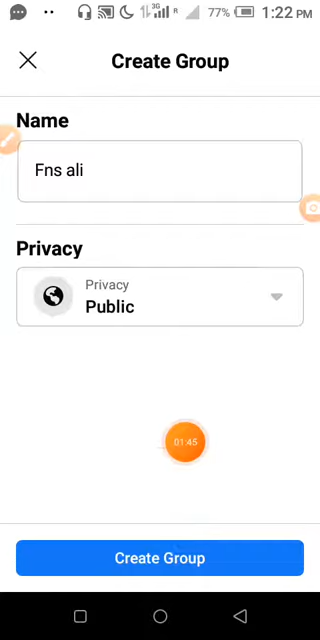 3G
R
77%
1:22 PM
Create Group
Name
Fns ali
Privacy
Privacy
Public
01:45
Create Group